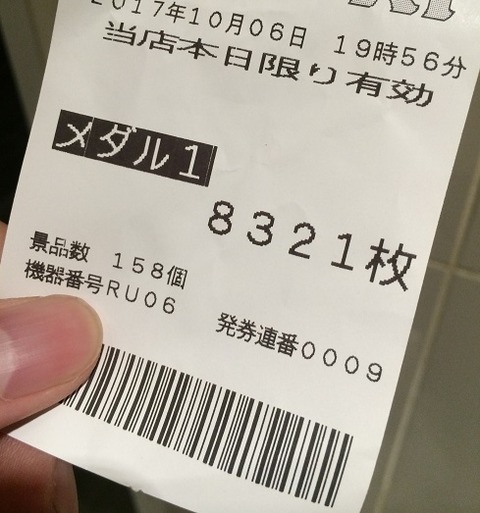 2017年10月06日 19時56分
当店本日限り有効
メダル1
8321枚
景品数 158個
機器番号RU06
発券連番0009